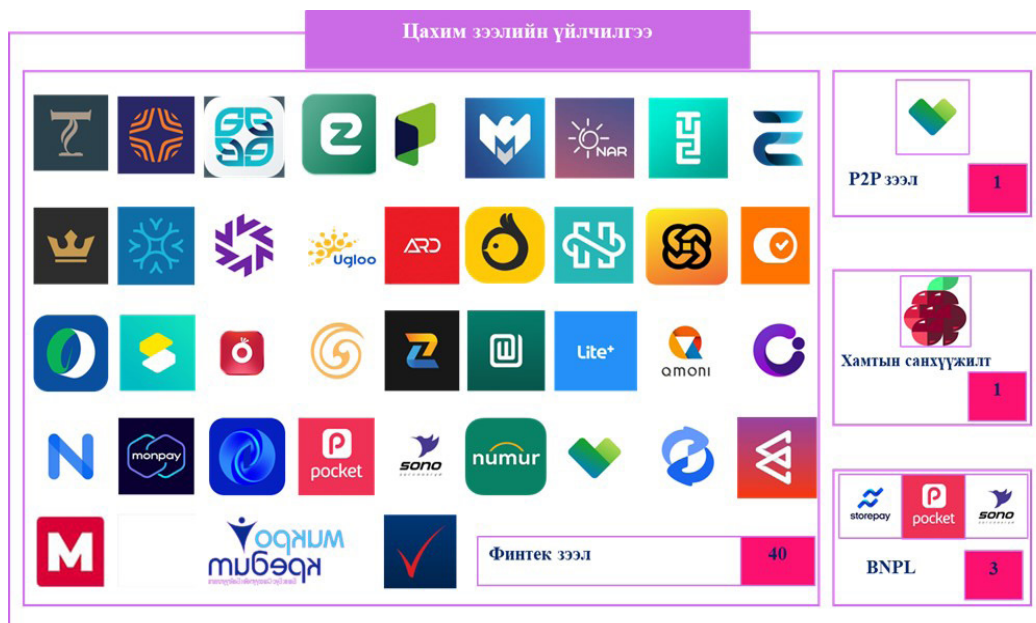 Цахим зээлийн үйлчилгээ
NAR
Ugloo
ARD
Lite+
amoni
monpay
pocket
sono
numur
M
микро
кредит
Финтек зээл
40
P2P зээл
1
Хамтын санхүүжилт
1
storepay
pocket
sono
BNPL
3